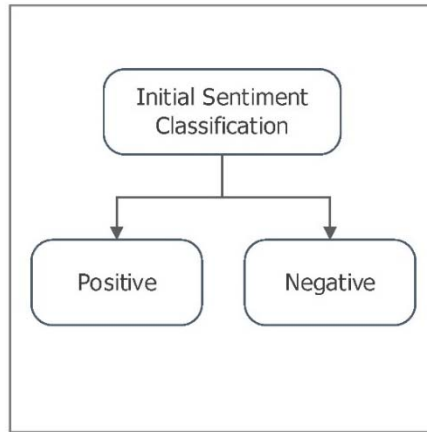 Initial Sentiment
Classification
Positive
Negative